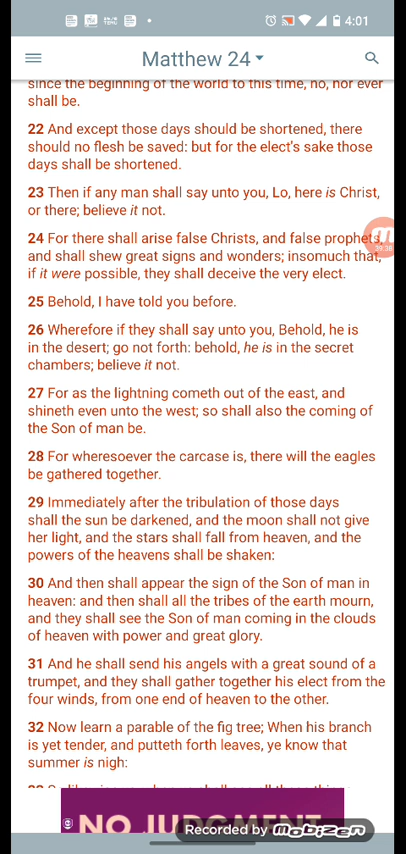 4:01
Matthew 24
since the beginning of the world to this time, no, nor ever
shall be.
22 And except those days should be shortened, there
should no flesh be saved: but for the elect's sake those
days shall be shortened.
23 Then if any man shall say unto you, Lo, here is Christ,
or there; believe it not.
24 For there shall arise false Christs, and false prophets,
and shall shew great signs and wonders; insomuch that,
if it were possible, they shall deceive the very elect.
39:38
25 Behold, I have told you before.
26 Wherefore if they shall say unto you, Behold, he is
in the desert; go not forth: behold, he is in the secret
chambers; believe it not.
27 For as the lightning cometh out of the east, and
shineth even unto the west; so shall also the coming of
the Son of man be.
28 For wheresoever the carcase is, there will the eagles
be gathered together.
29 Immediately after the tribulation of those days
shall the sun be darkened, and the moon shall not give
her light, and the stars shall fall from heaven, and the
powers of the heavens shall be shaken:
30 And then shall appear the sign of the Son of man in
heaven: and then shall all the tribes of the earth mourn,
and they shall see the Son of man coming in the clouds
of heaven with power and great glory.
31 And he shall send his angels with a great sound of a
trumpet, and they shall gather together his elect from the
four winds, from one end of heaven to the other.
32 Now learn a parable of the fig tree; When his branch
is yet tender, and putteth forth leaves, ye know that
summer is nigh:
NO JUDGMENT
Recorded by mobizen